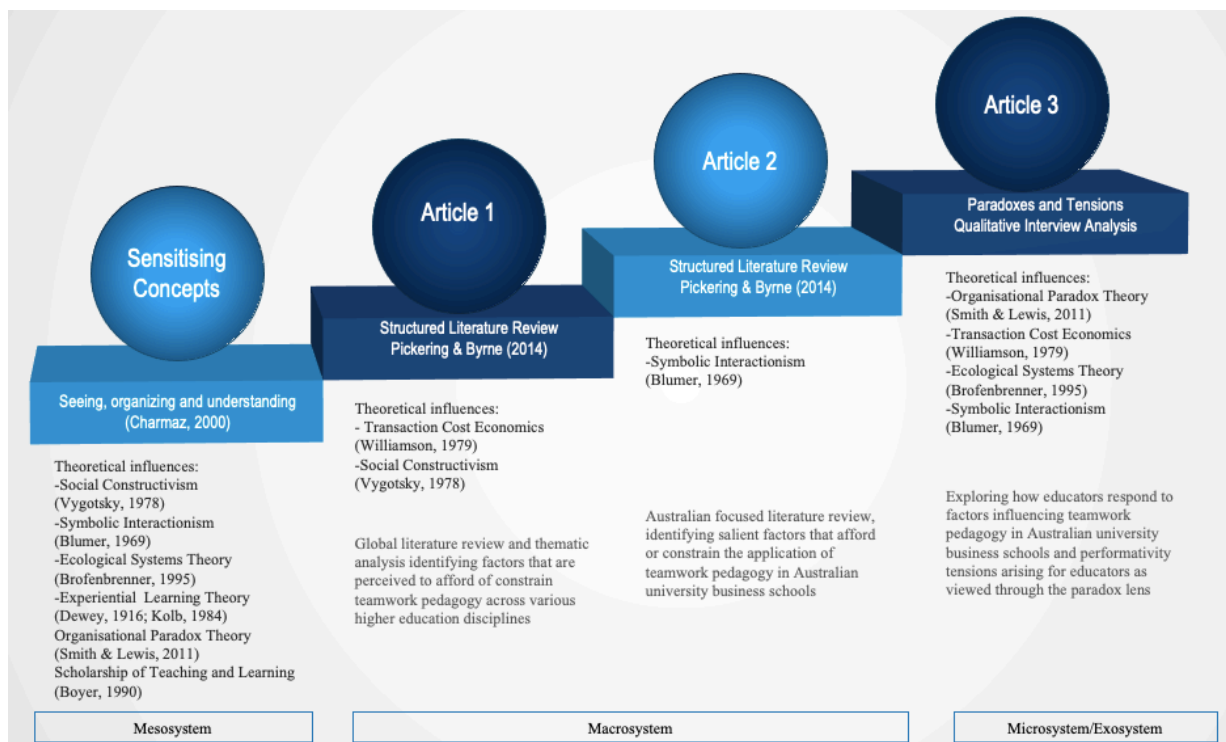 Sensitising
Concepts
Seeing, organizing and understanding
(Charmaz, 2000)
Theoretical influences:
-Social Constructivism
(Vygotsky, 1978)
-Symbolic Interactionism
(Blumer, 1969)
-Ecological Systems Theory
(Brofenbrenner, 1995)
-Experiential Learning Theory
(Dewey, 1916; Kolb, 1984)
Organisational Paradox Theory
(Smith & Lewis, 2011)
Scholarship of Teaching and Learning
(Boyer, 1990)
Mesosystem
Article 1
Structured Literature Review
Pickering & Byrne (2014)
Theoretical influences:
- Transaction Cost Economics
(Williamson, 1979)
-Social Constructivism
(Vygotsky, 1978)
Global literature review and thematic
analysis identifying factors that are
perceived to afford of constrain
teamwork pedagogy across various
higher education disciplines
Article 2
Structured Literature Review
Pickering & Byrne (2014)
Theoretical influences:
-Symbolic Interactionism
(Blumer, 1969)
Australian focused literature review,
identifying salient factors that afford
or constrain the application of
teamwork pedagogy in Australian
university business schools
Macrosystem
Article 3
Paradoxes and Tensions
Qualitative Interview Analysis
Theoretical influences:
-Organisational Paradox Theory
(Smith & Lewis, 2011)
-Transaction Cost Economics
(Williamson, 1979)
-Ecological Systems Theory
(Brofenbrenner, 1995)
-Symbolic Interactionism
(Blumer, 1969)
Exploring how educators respond to
factors influencing teamwork
pedagogy in Australian university
business schools and performativity
tensions arising for educators as
viewed through the paradox lens
Microsystem/Exosystem